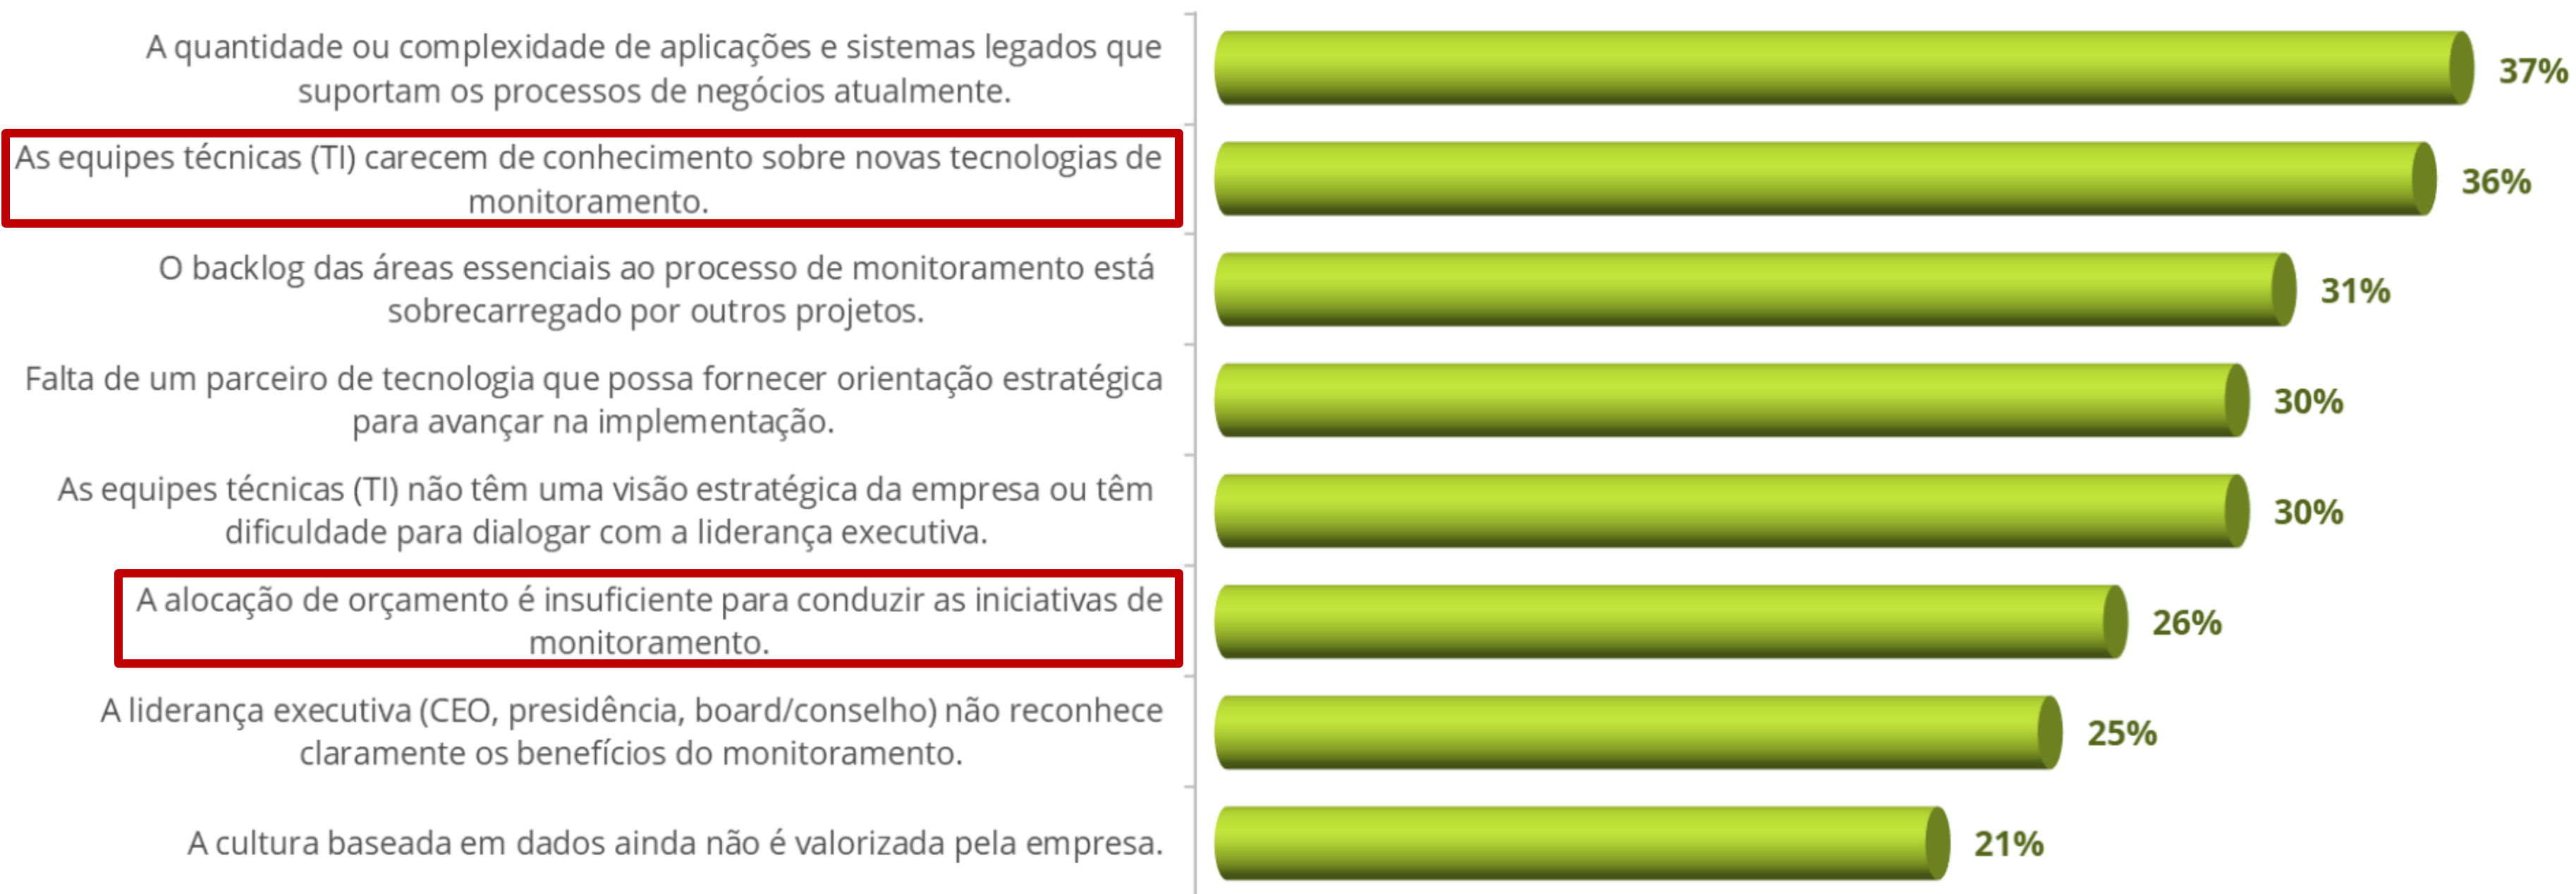 A quantidade ou complexidade de aplicações e sistemas legados que
suportam os processos de negócios atualmente.
37%
As equipes técnicas (TI) carecem de conhecimento sobre novas tecnologias de
monitoramento.
36%
O backlog das áreas essenciais ao processo de monitoramento está
sobrecarregado por outros projetos.
31%
Falta de um parceiro de tecnologia que possa fornecer orientação estratégica
para avançar na implementação.
30%
As equipes técnicas (TI) não têm uma visão estratégica da empresa ou têm
dificuldade para dialogar com a liderança executiva.
30%
A alocação de orçamento é insuficiente para conduzir as iniciativas de
monitoramento.
26%
A liderança executiva (CEO, presidência, board/conselho) não reconhece
claramente os benefícios do monitoramento.
25%
A cultura baseada em dados ainda não é valorizada pela empresa.
21%